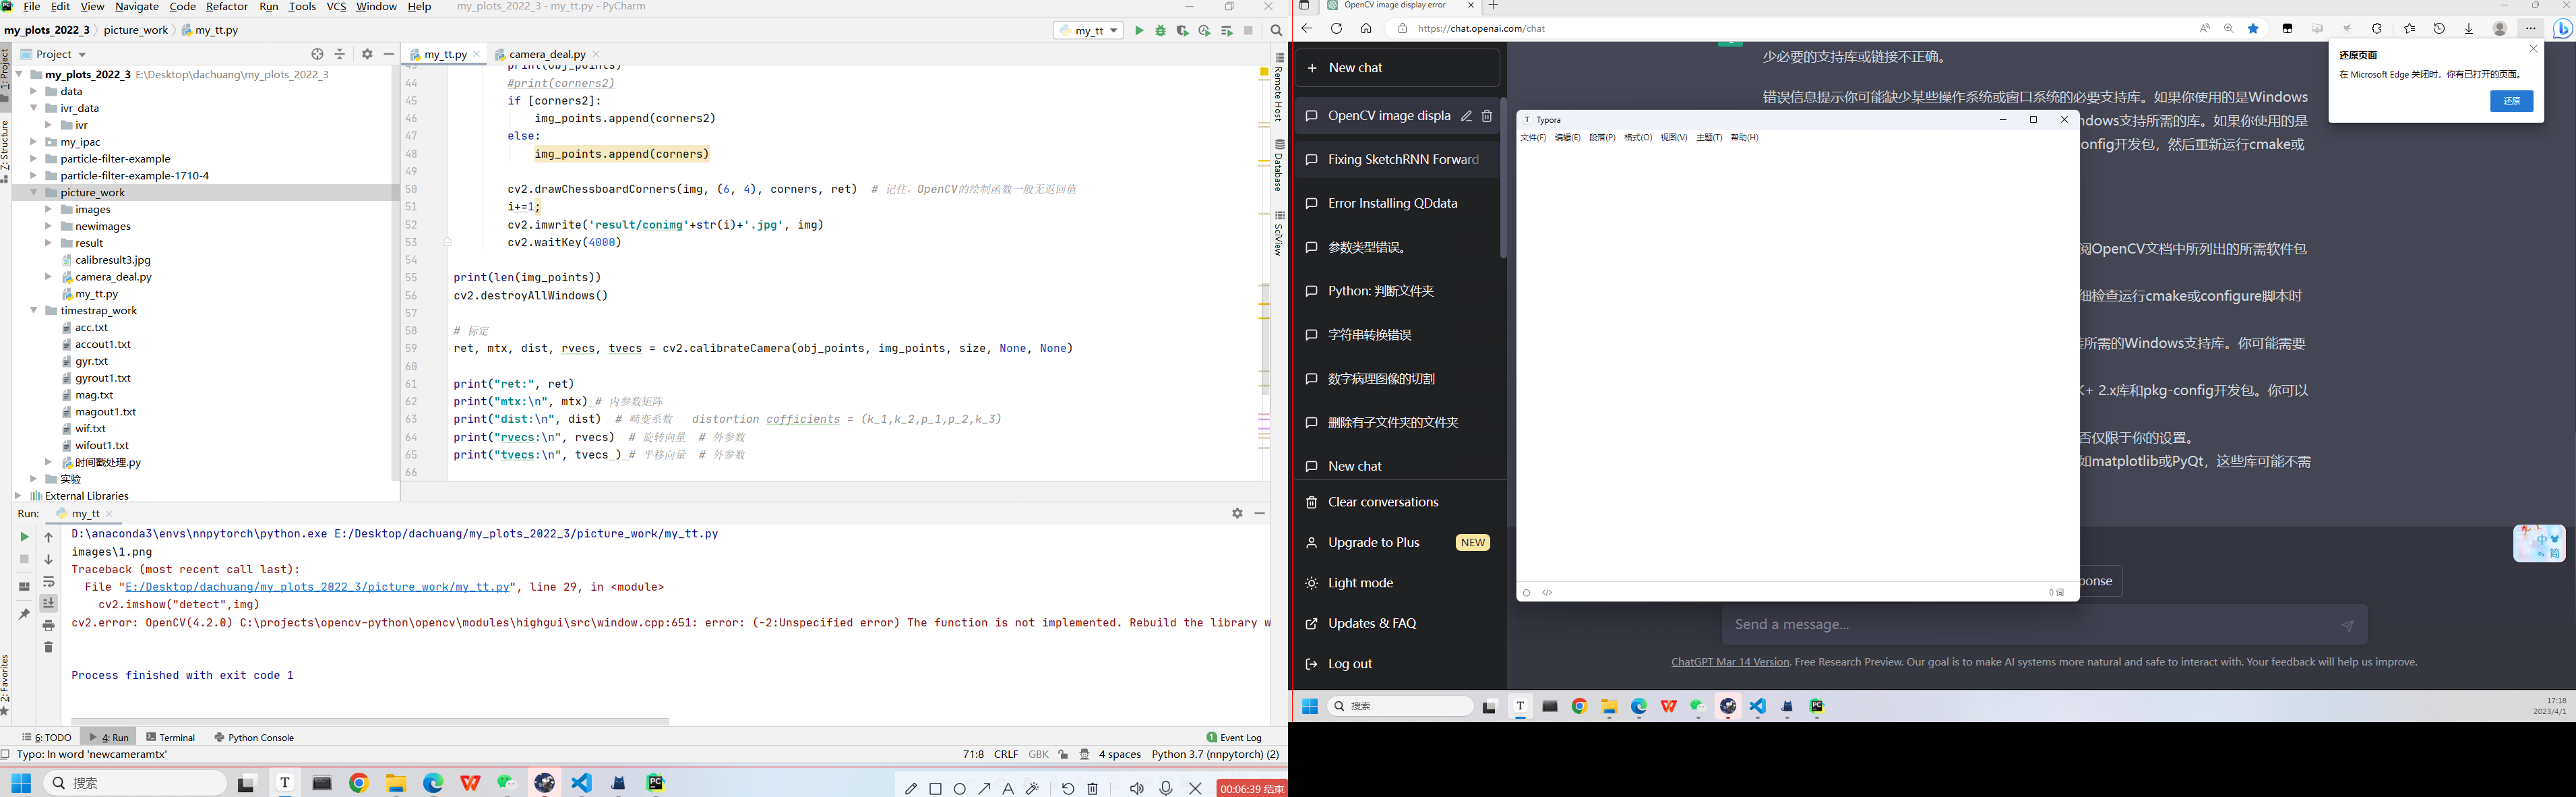 File Edit View Navigate Code Refactor Run Tools VCS Window Help my_plots_2022_3 - my_tt.py - PyCharm
my_plots_2022_3 picture_work my_tt.py
my_tt
Project
my_tt.py
camera_deal.py
1: Project
Z: Structure
2: Favorites
my_plots_2022_3 E:\Desktop\dachuang\my_plots_2022_3
data
ivr_data
ivr
my_ipac
particle-filter-example
particle-filter-example-1710-4
picture_work
images
newimages
result
calibresult3.jpg
camera_deal.py
my_tt.py
timestrap_work
acc.txt
accout1.txt
gyr.txt
gyrout1.txt
mag.txt
magout1.txt
wif.txt
wifout1.txt
时间戳处理.py
实验
External Libraries
43 print(obj_points)
44 #print(corners2)
45 if [corners2]:
46 img_points.append(corners2)
47 else:
48 img_points.append(corners)
49
50 cv2.drawChessboardCorners(img, (6, 4), corners, ret) # 记住，OpenCV的绘制函数一般无返回值
51 i+=1;
52 cv2.imwrite('result/conimg'+str(i)+'.jpg', img)
53 cv2.waitKey(4000)
54
55 print(len(img_points))
56 cv2.destroyAllWindows()
57
58 # 标定
59 ret, mtx, dist, rvecs, tvecs = cv2.calibrateCamera(obj_points, img_points, size, None, None)
60
61 print("ret:", ret)
62 print("mtx:\n", mtx) # 内参数矩阵
63 print("dist:\n", dist) # 畸变系数 distortion cofficients = (k_1,k_2,p_1,p_2,k_3)
64 print("rvecs:\n", rvecs) # 旋转向量 # 外参数
65 print("tvecs:\n", tvecs ) # 平移向量 # 外参数
66
Remote Host
Database
SciView
Run: my_tt
D:\anaconda3\envs\nnpytorch\python.exe E:/Desktop/dachuang/my_plots_2022_3/picture_work/my_tt.py
images\1.png
Traceback (most recent call last):
File "E:/Desktop/dachuang/my_plots_2022_3/picture_work/my_tt.py", line 29, in <module>
cv2.imshow("detect",img)
cv2.error: OpenCV(4.2.0) C:\projects\opencv-python\opencv\modules\highgui\src\window.cpp:651: error: (-2:Unspecified error) The function is not implemented. Rebuild the library w
Process finished with exit code 1
6: TODO 4: Run Terminal Python Console 1 Event Log
Typo: In word 'newcameramtx' 71:8 CRLF GBK 4 spaces Python 3.7 (nnpytorch) (2)
搜索
00:06:39 结束
OpenCV image display error
https://chat.openai.com/chat
New chat
OpenCV image displa
Fixing SketchRNN Forward
Error Installing QDdata
参数类型错误。
Python: 判断文件夹
字符串转换错误
数字病理图像的切割
删除有子文件夹的文件夹
New chat
Clear conversations
Upgrade to Plus NEW
Light mode
Updates & FAQ
Log out
少必要的支持库或链接不正确。
错误信息提示你可能缺少某些操作系统或窗口系统的必要支持库。如果你使用的是Windows
ndows支持所需的库。如果你使用的是
onfig开发包，然后重新运行cmake或
阅OpenCV文档中所列出的所需软件包
细检查运行cmake或configure脚本时
所需的Windows支持库。你可能需要
K+ 2.x库和pkg-config开发包。你可以
否仅限于你的设置。
如matplotlib或PyQt，这些库可能不需
还原页面
在 Microsoft Edge 关闭时，你有已打开的页面。
还原
Typora
文件(F) 编辑(E) 段落(P) 格式(O) 视图(V) 主题(T) 帮助(H)
0 词
中
简
ponse
Send a message...
ChatGPT Mar 14 Version. Free Research Preview. Our goal is to make AI systems more natural and safe to interact with. Your feedback will help us improve.
搜索
17:18
2023/4/1